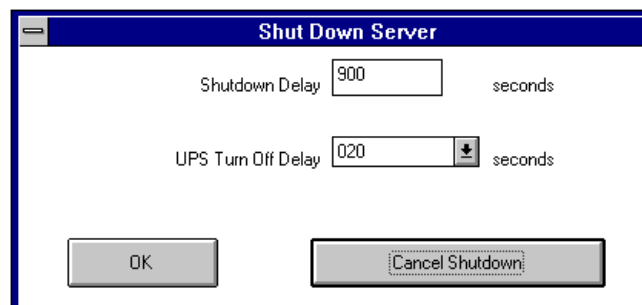 Shut Down Server
Shutdown Delay 900 seconds
UPS Turn Off Delay 020 seconds
OK Cancel Shutdown